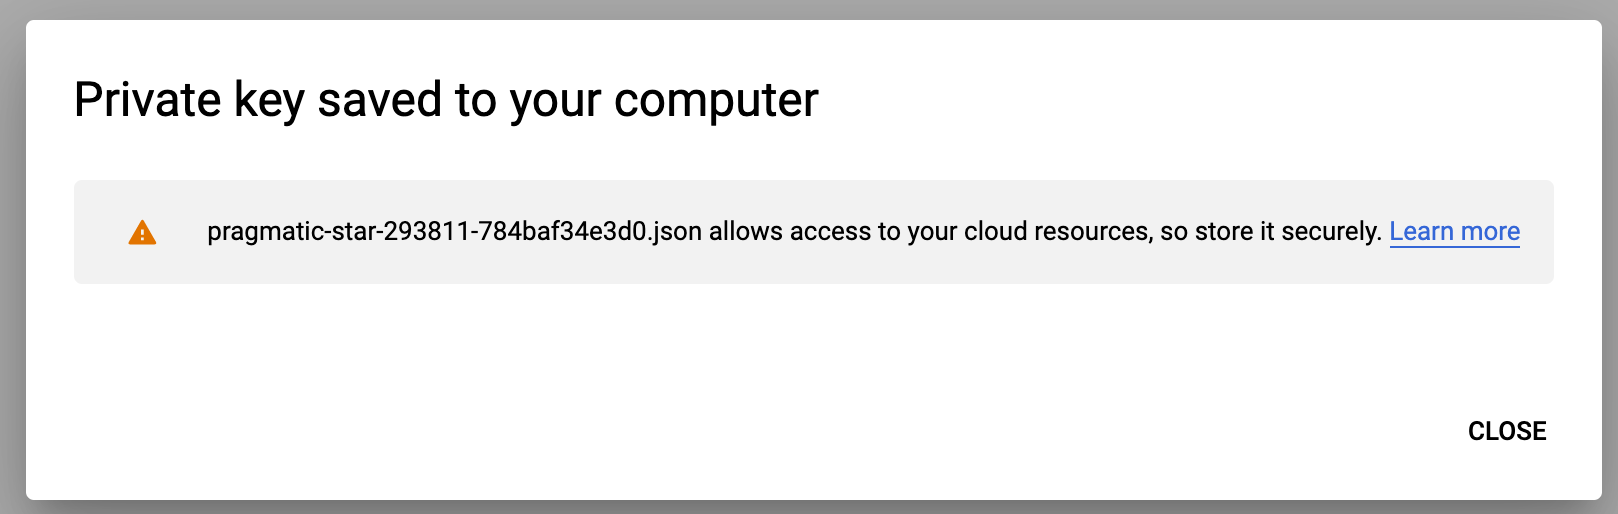 Private key saved to your computer
pragmatic-star-293811-784baf34e3d0.json allows access to your cloud resources, so store it securely. Learn more
CLOSE